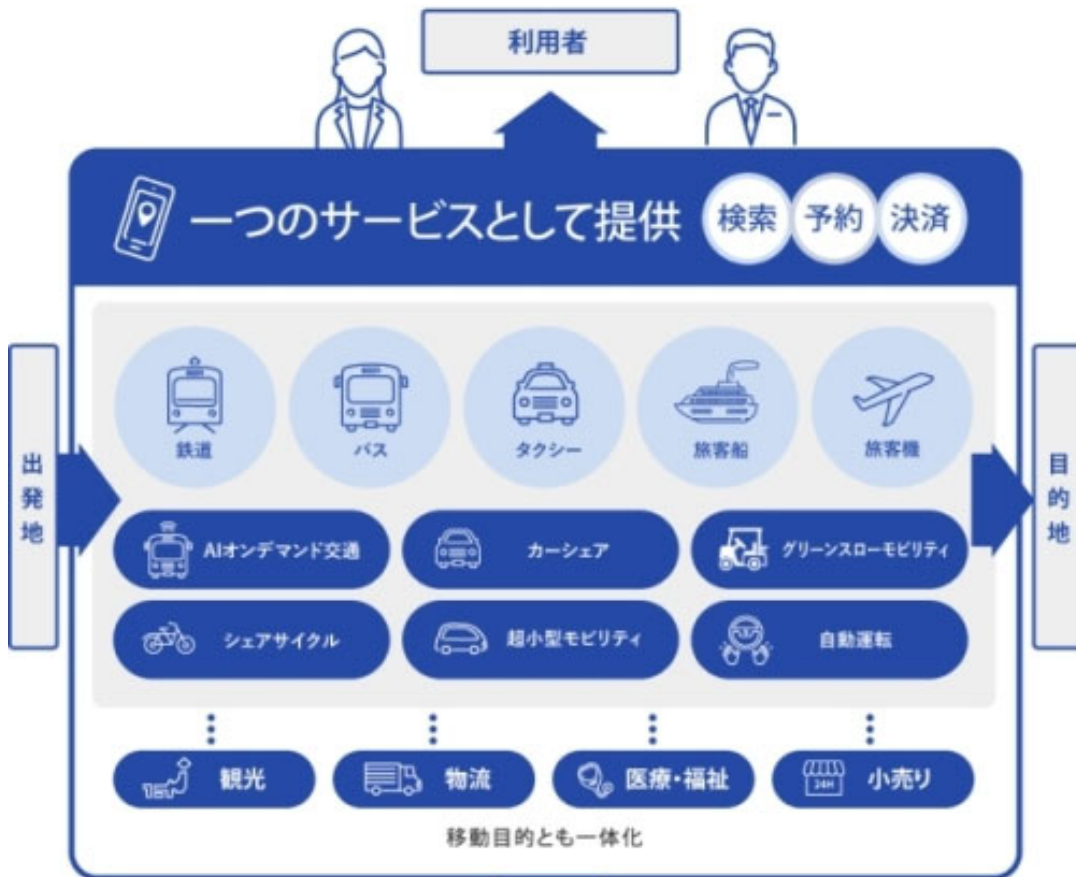 利用者
一つのサービスとして提供
検索
予約
決済
出発地
鉄道
バス
タクシー
旅客船
旅客機
目的地
AIオンデマンド交通
カーシェア
グリーンスローモビリティ
シェアサイクル
超小型モビリティ
自動運転
観光
物流
医療・福祉
24H
小売り
移動目的とも一体化